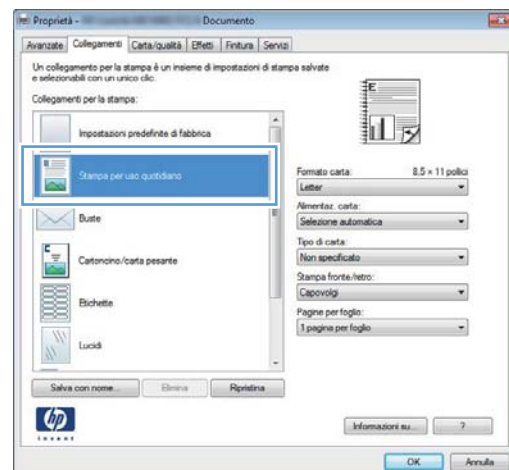 Proprietà -
Documento
Avanzate Collegamenti Carta/qualità Effetti Finitura Servizi
Un collegamento per la stampa è un insieme di impostazioni di stampa salvate
e selezionabili con un unico clic.
Collegamenti per la stampa:
Impostazioni predefinite di fabbrica
Stampa per uso quotidiano
Buste
Cartoncino/carta pesante
Etichette
Lucidi
Salva con nome... Elimina Ripristina
E
Formato carta: 8.5 × 11 pollici
Letter
Alimentaz. carta:
Selezione automatica
Tipo di carta:
Non specificato
Stampa fronte/retro:
Capovolgi
Pagine per foglio:
1 pagina per foglio
hp
invent
Informazioni su... ?
OK Annulla